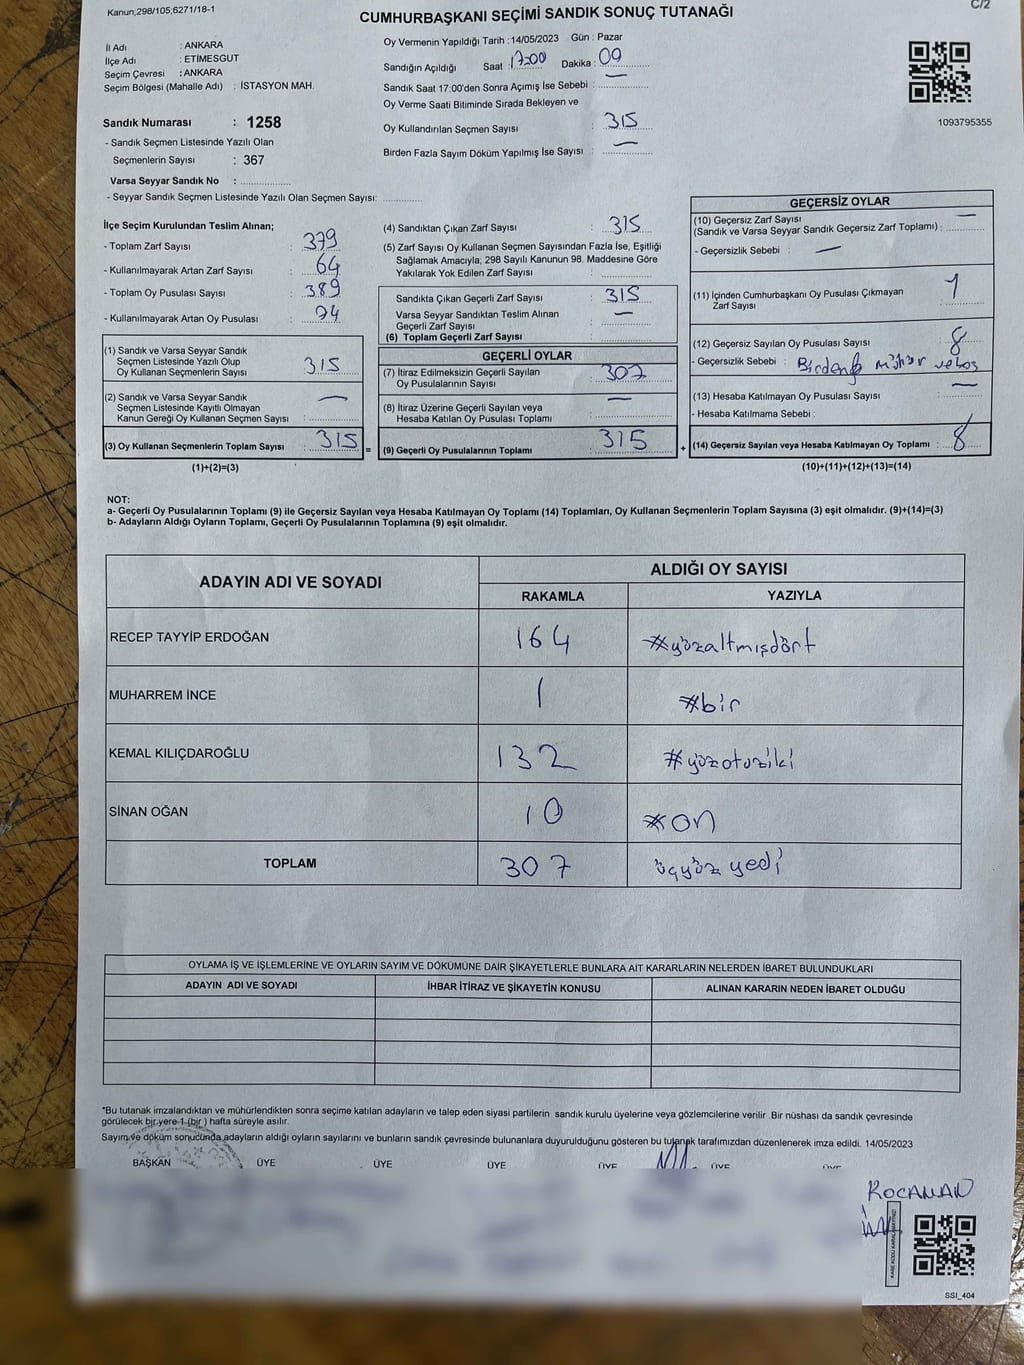 Kanun;298/105;6271/18-1
C/2
CUMHURBAŞKANI SEÇİMİ SANDIK SONUÇ TUTANAĞI
İl Adı : ANKARA
İlçe Adı : ETİMESGUT
Seçim Çevresi : ANKARA
Seçim Bölgesi (Mahalle Adı) : İSTASYON MAH.
Sandık Numarası : 1258
- Sandık Seçmen Listesinde Yazılı Olan
Seçmenlerin Sayısı : 367
Varsa Seyyar Sandık No :
- Seyyar Sandık Seçmen Listesinde Yazılı Olan Seçmen Sayısı:
Oy Vermenin Yapıldığı Tarih : 14/05/2023 Gün : Pazar
Sandığın Açıldığı Saat : 17:00 Dakika : 09
Sandık Saat 17:00'den Sonra Açımış İse Sebebi : —
Oy Verme Saati Bitiminde Sırada Bekleyen ve
Oy Kullandırılan Seçmen Sayısı : 315
Birden Fazla Sayım Döküm Yapılmış İse Sayısı : —
1093795355
İlçe Seçim Kurulundan Teslim Alınan;
- Toplam Zarf Sayısı : 379
- Kullanılmayarak Artan Zarf Sayısı : 64
- Toplam Oy Pusulası Sayısı : 389
- Kullanılmayarak Artan Oy Pusulası : 74
(1) Sandık ve Varsa Seyyar Sandık
Seçmen Listesinde Yazılı Olup
Oy Kullanan Seçmenlerin Sayısı : 315
(2) Sandık ve Varsa Seyyar Sandık
Seçmen Listesinde Kayıtlı Olmayan
Kanun Gereği Oy Kullanan Seçmen Sayısı : —
(3) Oy Kullanan Seçmenlerin Toplam Sayısı : 315 =
(1)+(2)=(3)
(4) Sandıktan Çıkan Zarf Sayısı : 315
(5) Zarf Sayısı Oy Kullanan Seçmen Sayısından Fazla İse, Eşitliği
Sağlamak Amacıyla; 298 Sayılı Kanunun 98. Maddesine Göre
Yakılarak Yok Edilen Zarf Sayısı :
Sandıkta Çıkan Geçerli Zarf Sayısı : 315
Varsa Seyyar Sandıktan Teslim Alınan
Geçerli Zarf Sayısı : —
(6) Toplam Geçerli Zarf Sayısı :
GEÇERLİ OYLAR
(7) İtiraz Edilmeksizin Geçerli Sayılan
Oy Pusulalarının Sayısı : 307
(8) İtiraz Üzerine Geçerli Sayılan veya
Hesaba Katılan Oy Pusulası Toplamı : —
(9) Geçerli Oy Pusulalarının Toplamı : 315 +
GEÇERSİZ OYLAR
(10) Geçersiz Zarf Sayısı —
(Sandık ve Varsa Seyyar Sandık Geçersiz Zarf Toplamı) :
- Geçersizlik Sebebi : —
(11) İçinden Cumhurbaşkanı Oy Pusulası Çıkmayan
Zarf Sayısı : 1
(12) Geçersiz Sayılan Oy Pusulası Sayısı : 8
- Geçersizlik Sebebi : mühür
(13) Hesaba Katılmayan Oy Pusulası Sayısı : —
- Hesaba Katılmama Sebebi :
(14) Geçersiz Sayılan veya Hesaba Katılmayan Oy Toplamı : 8
(10)+(11)+(12)+(13)=(14)
NOT:
a- Geçerli Oy Pusulalarının Toplamı (9) ile Geçersiz Sayılan veya Hesaba Katılmayan Oy Toplamı (14) Toplamları, Oy Kullanan Seçmenlerin Toplam Sayısına (3) eşit olmalıdır. (9)+(14)=(3)
b- Adayların Aldığı Oyların Toplamı, Geçerli Oy Pusulalarının Toplamına (9) eşit olmalıdır.
ADAYIN ADI VE SOYADI ALDIĞI OY SAYISI
RAKAMLA YAZIYLA
RECEP TAYYİP ERDOĞAN 164 #yüzaltmışdört
MUHARREM İNCE 1 #bir
KEMAL KILIÇDAROĞLU 132 #yüzotuziki
SİNAN OĞAN 10 #on
TOPLAM 307 üçyüz yedi
OYLAMA İŞ VE İŞLEMLERİNE VE OYLARIN SAYIM VE DÖKÜMÜNE DAİR ŞİKAYETLERLE BUNLARA AİT KARARLARIN NELERDEN İBARET BULUNDUKLARI
ADAYIN ADI VE SOYADI İHBAR İTİRAZ VE ŞİKAYETİN KONUSU ALINAN KARARIN NEDEN İBARET OLDUĞU
*Bu tutanak imzalandıktan ve mühürlendikten sonra seçime katılan adayların ve talep eden siyasi partilerin sandık kurulu üyelerine veya gözlemcilerine verilir .Bir nüshası da sandık çevresinde
görülecek bir yere 1 (bir ) hafta süreyle asılır.
Sayım ve döküm sonucunda adayların aldığı oyların sayılarını ve bunların sandık çevresinde bulunanlara duyurulduğunu gösteren bu tutanak tarafımızdan düzenlenerek imza edildi. 14/05/2023
BAŞKAN ÜYE ÜYE ÜYE ÜYE ÜYE ÜYE
KOCANAN
SSI_404